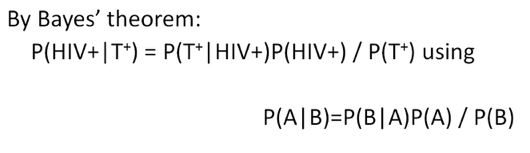 By Bayes’ theorem:
P(HIV+|T⁺) = P(T⁺|HIV+)P(HIV+) / P(T⁺) using
P(A|B)=P(B|A)P(A) / P(B)